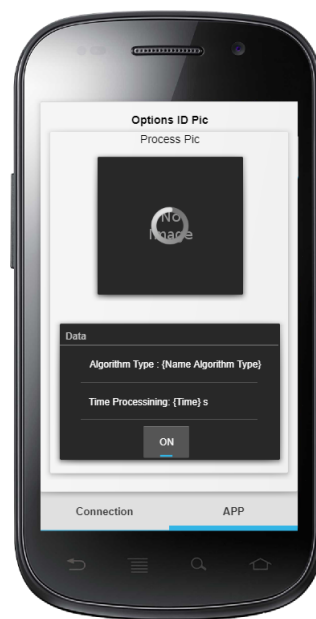 Options ID Pic
Process Pic
No
Image
Data
Algorithm Type : {Name Algorithm Type}
Time Processining: {Time} s
ON
Connection
APP